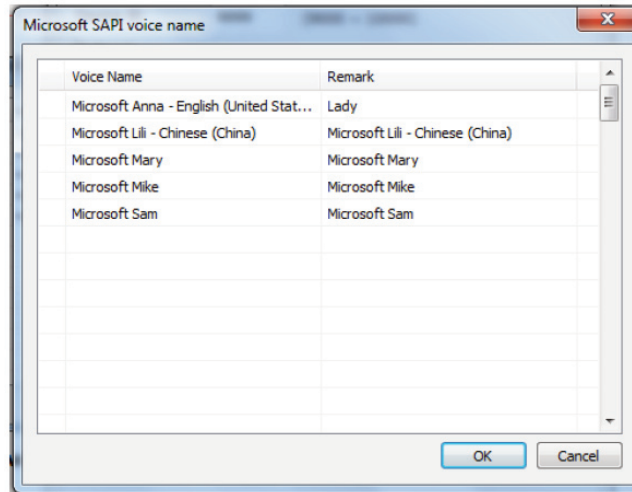 Microsoft SAPI voice name
Voice Name Remark
Microsoft Anna - English (United Stat... Lady
Microsoft Lili - Chinese (China) Microsoft Lili - Chinese (China)
Microsoft Mary Microsoft Mary
Microsoft Mike Microsoft Mike
Microsoft Sam Microsoft Sam
OK Cancel